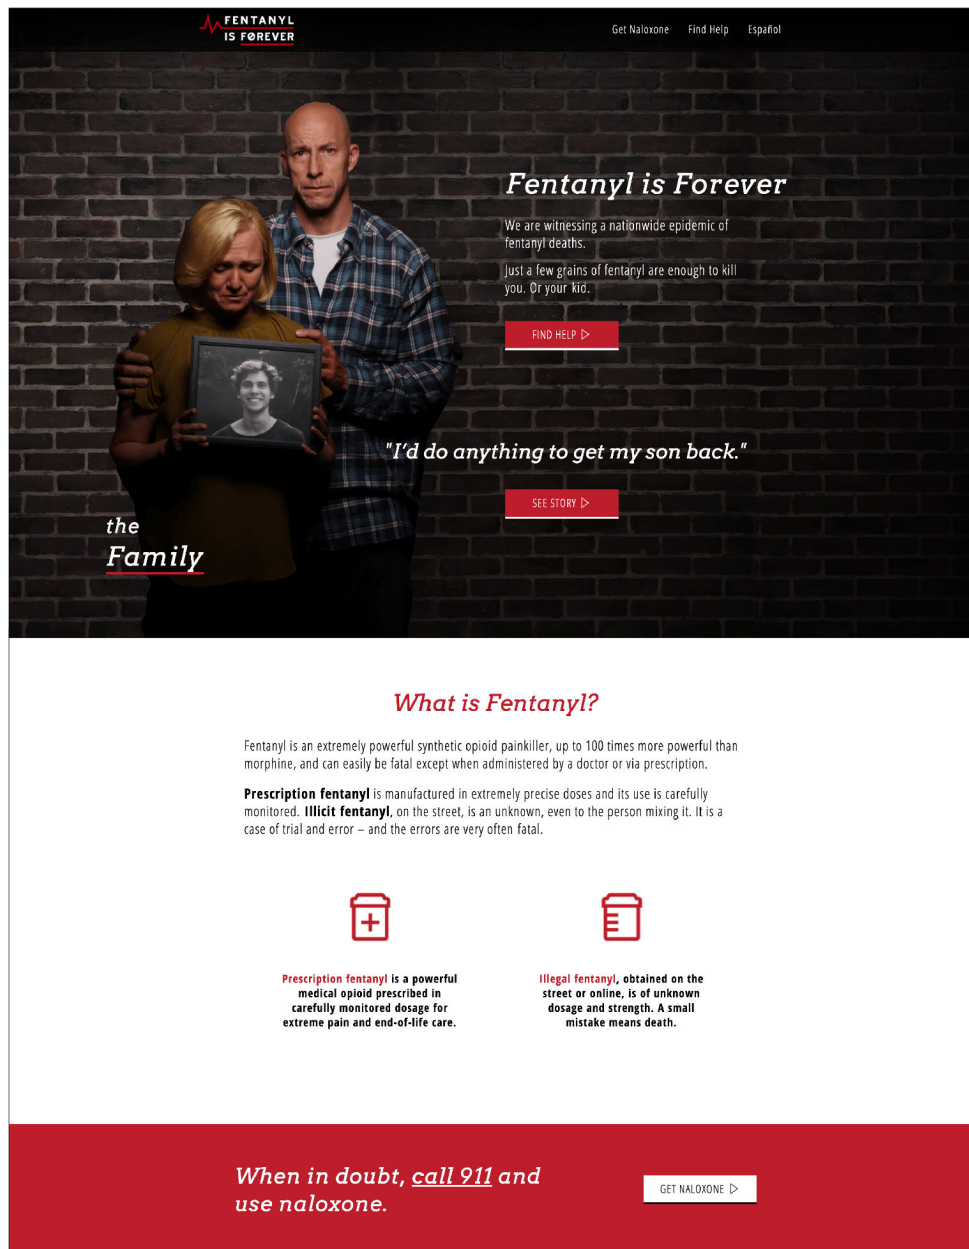 FENTANYL
IS FØREVER
Get Naloxone Find Help Español
Fentanyl is Forever
We are witnessing a nationwide epidemic of
fentanyl deaths.
Just a few grains of fentanyl are enough to kill
you. Or your kid.
FIND HELP
"I'd do anything to get my son back."
SEE STORY
the
Family
What is Fentanyl?
Fentanyl is an extremely powerful synthetic opioid painkiller, up to 100 times more powerful than
morphine, and can easily be fatal except when administered by a doctor or via prescription.
Prescription fentanyl is manufactured in extremely precise doses and its use is carefully
monitored. Illicit fentanyl, on the street, is an unknown, even to the person mixing it. It is a
case of trial and error – and the errors are very often fatal.
Prescription fentanyl is a powerful
medical opioid prescribed in
carefully monitored dosage for
extreme pain and end-of-life care.
Illegal fentanyl, obtained on the
street or online, is of unknown
dosage and strength. A small
mistake means death.
When in doubt, call 911 and
use naloxone.
GET NALOXONE